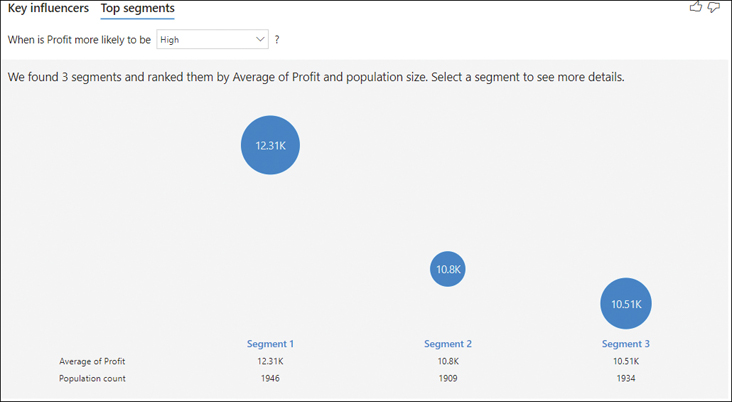 Key influencers Top segments
When is Profit more likely to be High ?
We found 3 segments and ranked them by Average of Profit and population size. Select a segment to see more details.
12.31K
10.8K
10.51K
Segment 1 Segment 2 Segment 3
Average of Profit 12.31K 10.8K 10.51K
Population count 1946 1909 1934